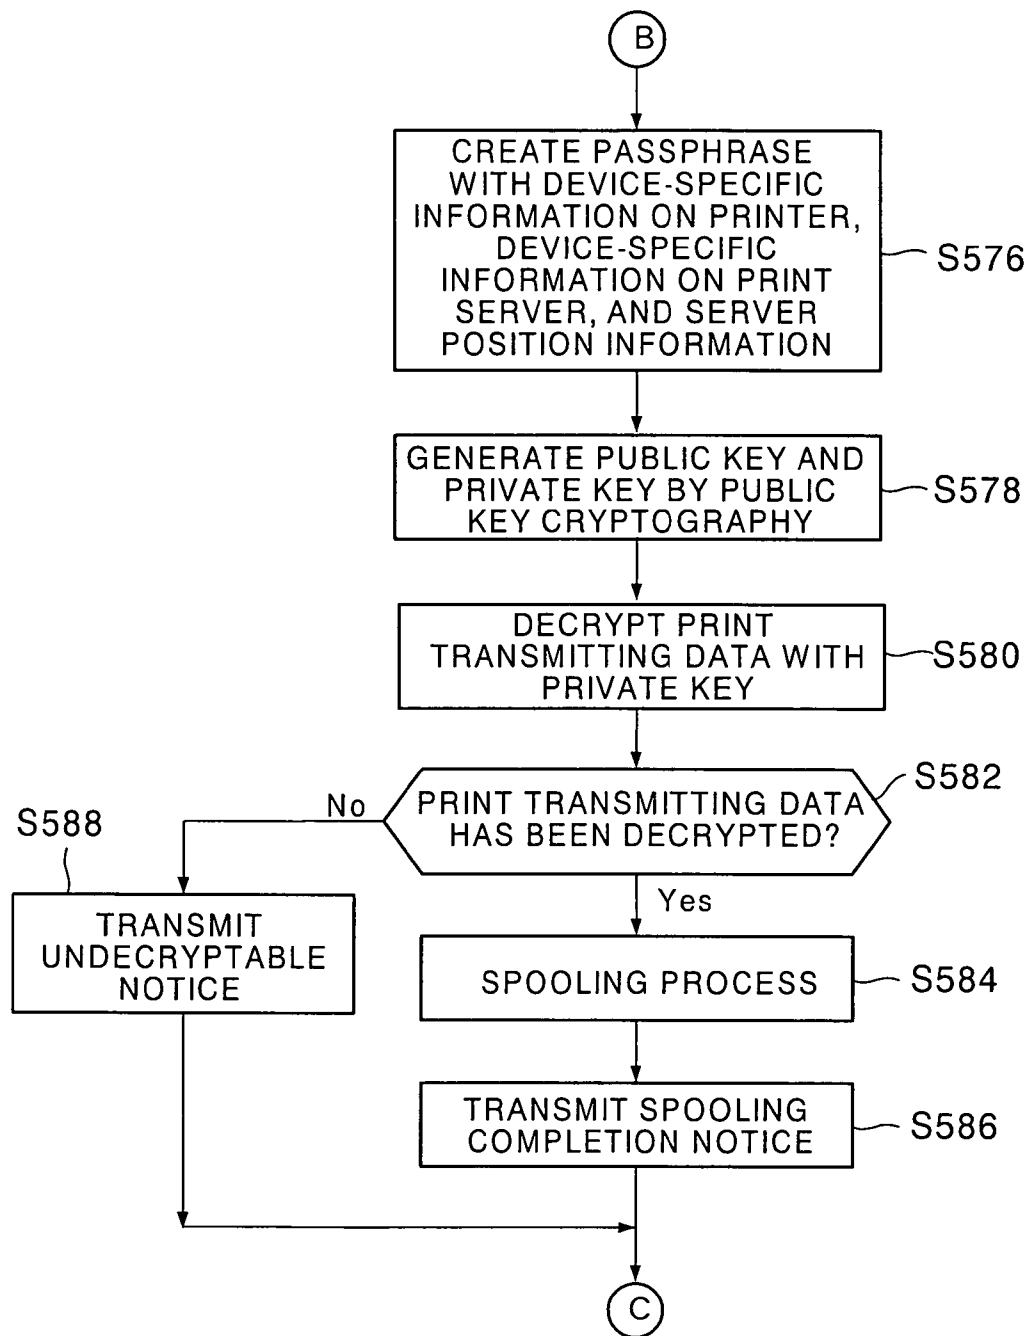 B
CREATE PASSPHRASE
WITH DEVICE-SPECIFIC
INFORMATION ON PRINTER,
DEVICE-SPECIFIC
INFORMATION ON PRINT
SERVER, AND SERVER
POSITION INFORMATION
S576
GENERATE PUBLIC KEY AND
PRIVATE KEY BY PUBLIC
KEY CRYPTOGRAPHY
S578
DECRYPT PRINT
TRANSMITTING DATA WITH
PRIVATE KEY
S580
PRINT TRANSMITTING DATA
HAS BEEN DECRYPTED?
S582
No
S588
TRANSMIT
UNDECRYPTABLE
NOTICE
Yes
SPOOLING PROCESS
S584
TRANSMIT SPOOLING
COMPLETION NOTICE
S586
C